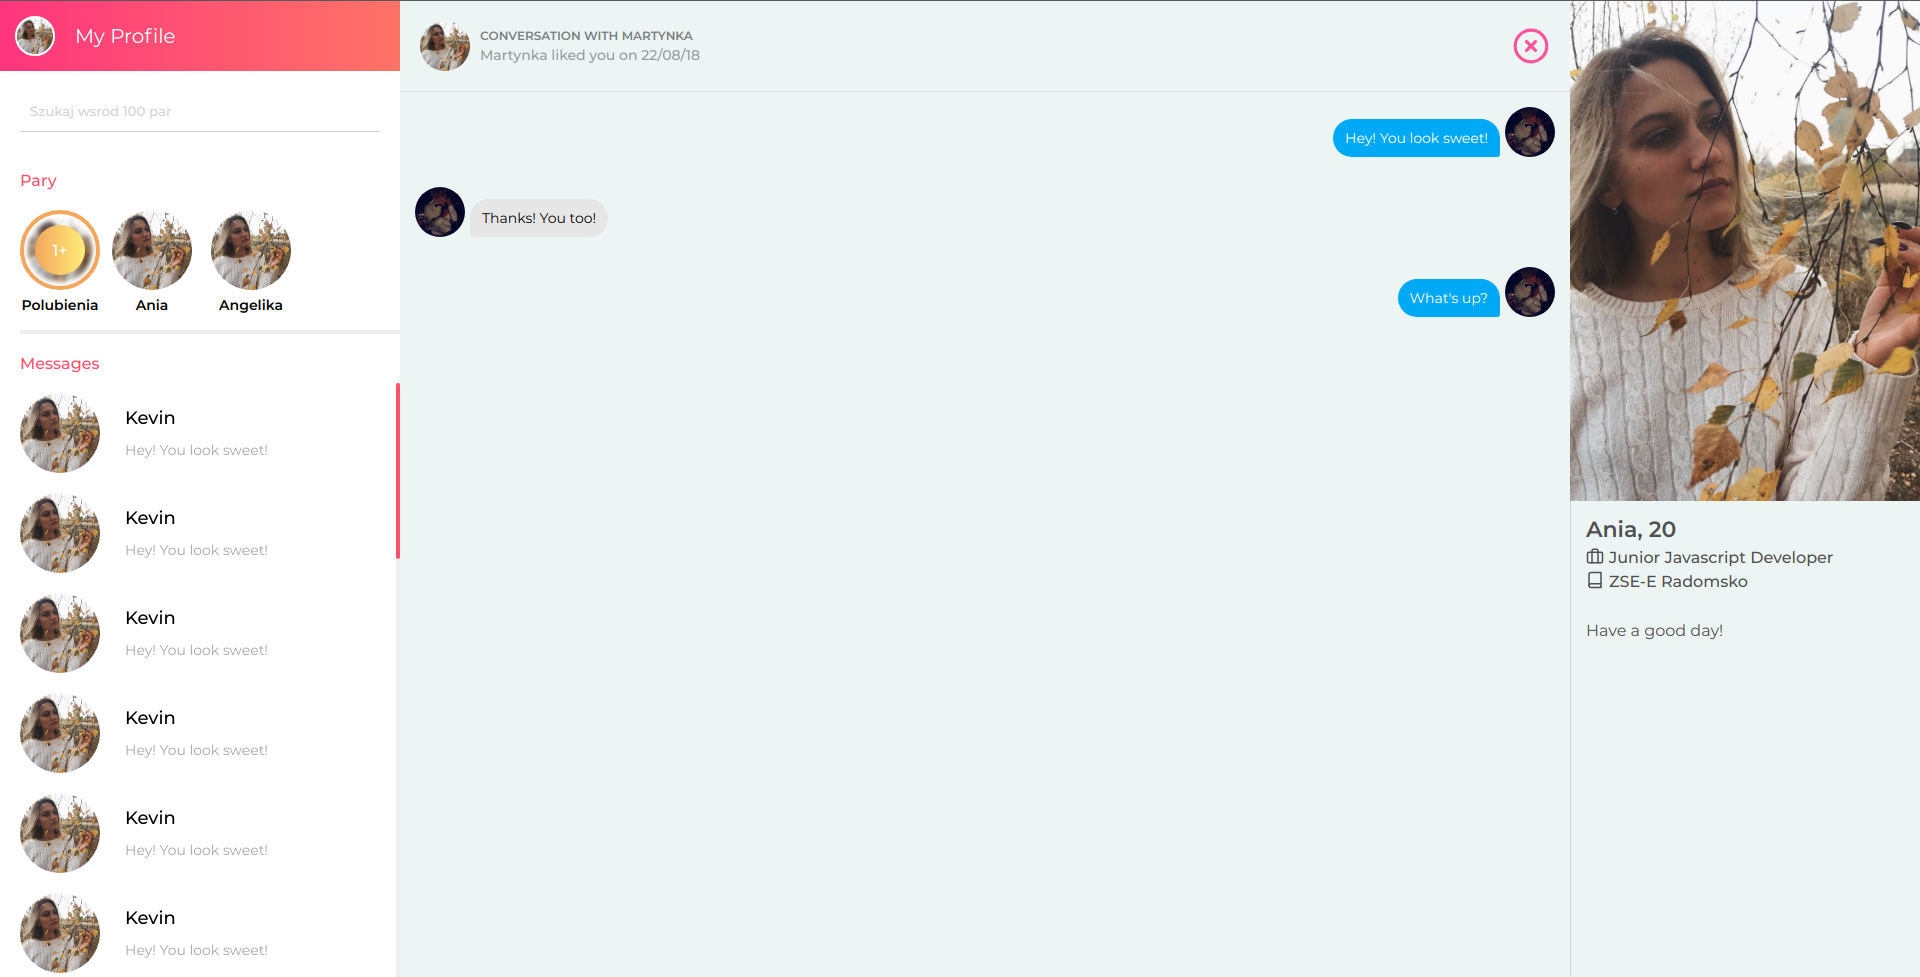 My Profile
Szukaj wsrod 100 par
Pary
1+
Polubienia
Ania
Angelika
Messages
Kevin
Hey! You look sweet!
Kevin
Hey! You look sweet!
Kevin
Hey! You look sweet!
Kevin
Hey! You look sweet!
Kevin
Hey! You look sweet!
Kevin
Hey! You look sweet!
CONVERSATION WITH MARTYNKA
Martynka liked you on 22/08/18
Hey! You look sweet!
Thanks! You too!
What's up?
Ania, 20
Junior Javascript Developer
ZSE-E Radomsko
Have a good day!